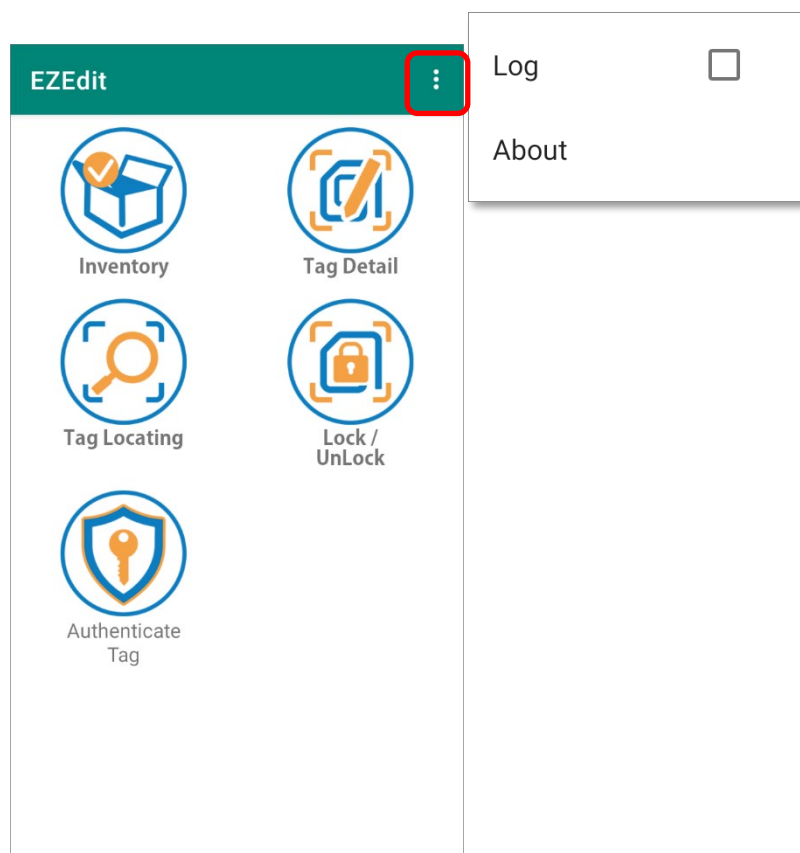 EZEdit
Log
About
Inventory
Tag Detail
Tag Locating
Lock /
UnLock
Authenticate
Tag